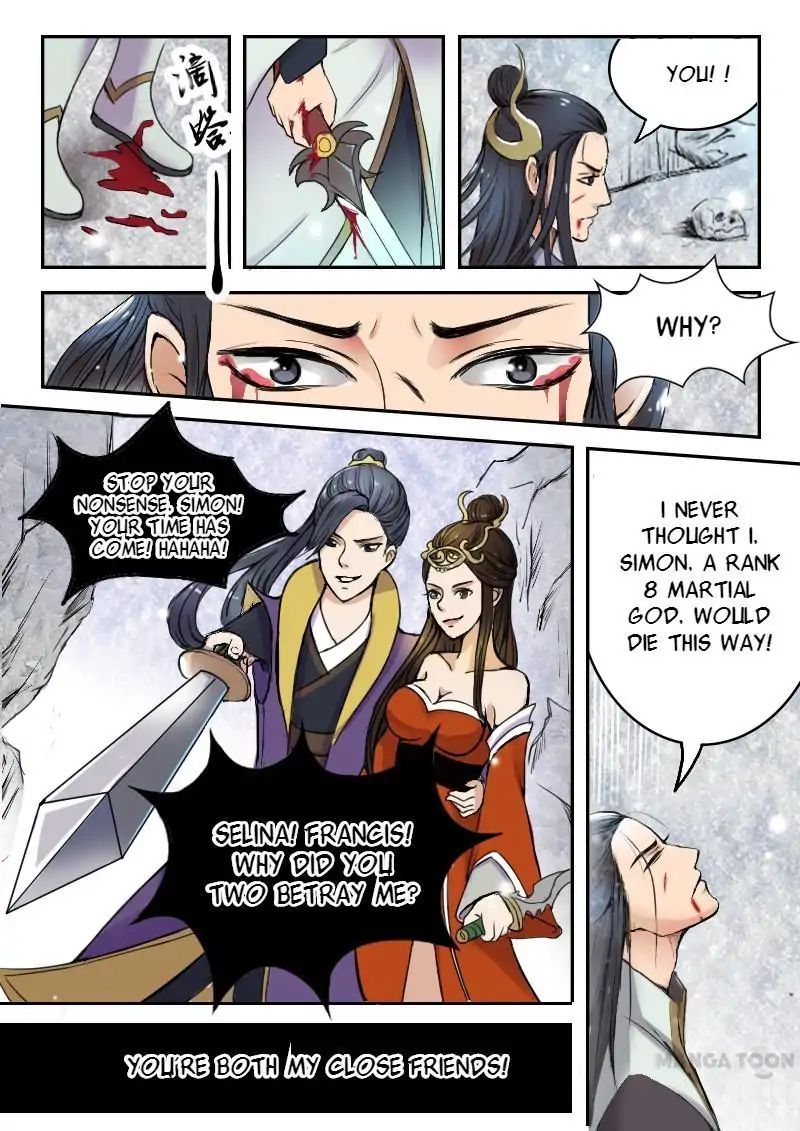 滴
嗒
YOU! !
WHY?
STOP YOUR
NONSENSE, SIMON!
YOUR TIME HAS
COME! HAHAHA!
I NEVER
THOUGHT I,
SIMON, A RANK
8 MARTIAL
GOD, WOULD
DIE THIS WAY!
SELINA! FRANCIS!
WHY DID YOU
TWO BETRAY ME?
YOU'RE BOTH MY CLOSE FRIENDS!
MANGA TOON